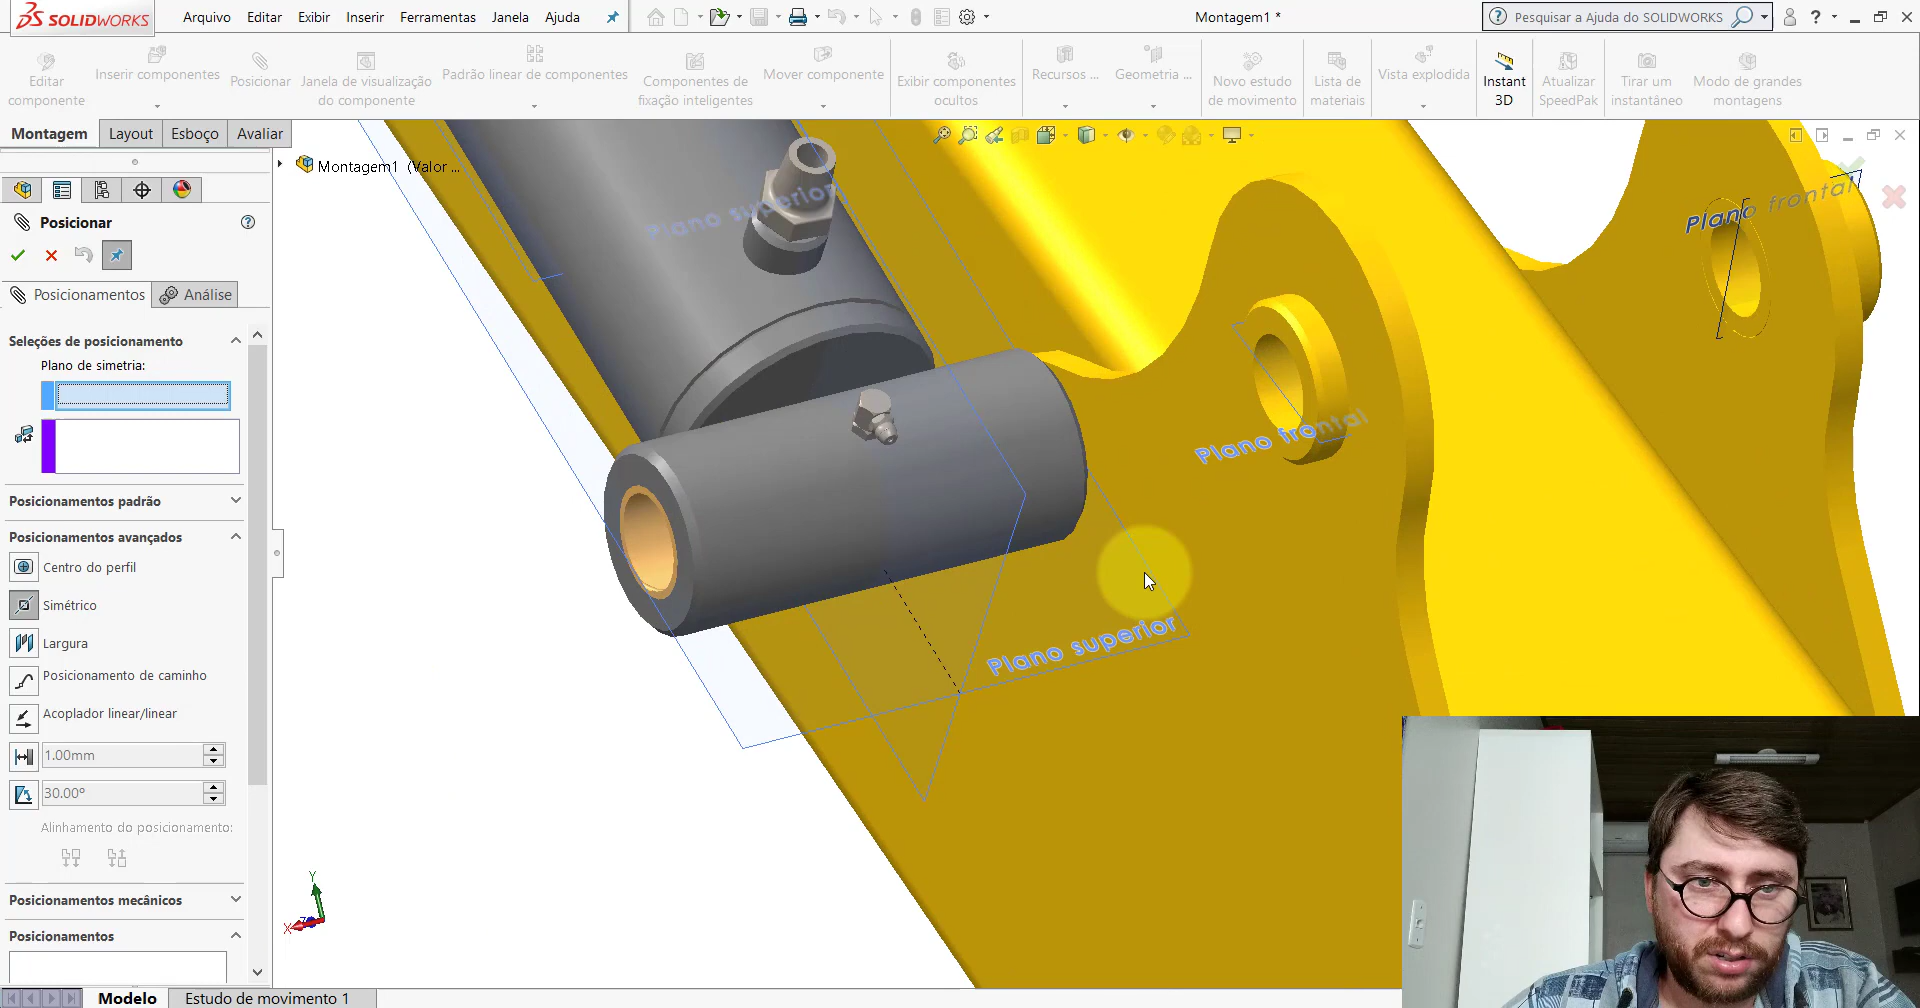 SOLIDWORKS
Arquivo Editar Exibir Inserir Ferramentas Janela Ajuda
Montagem1 *
Pesquisar a Ajuda do SOLIDWORKS
?
Editar componente
Inserir componentes
Posicionar
Janela de visualização do componente
Padrão linear de componentes
Componentes de fixação inteligentes
Mover componente
Exibir componentes ocultos
Recursos ...
Geometria ...
Novo estudo de movimento
Lista de materiais
Vista explodida
Instant 3D
Atualizar SpeedPak
Tirar um instantâneo
Modo de grandes montagens
Montagem Layout Esboço Avaliar
Montagem1 (Valor ...
Posicionar
Posicionamentos Análise
Seleções de posicionamento
Plano de simetria:
Posicionamentos padrão
Posicionamentos avançados
Centro do perfil
Simétrico
Largura
Posicionamento de caminho
Acoplador linear/linear
1.00mm
30.00º
Alinhamento do posicionamento:
Posicionamentos mecânicos
Posicionamentos
Plano superior
Plano frontal
Plano frontal
Plano superior
Y
X
Z
Modelo Estudo de movimento 1